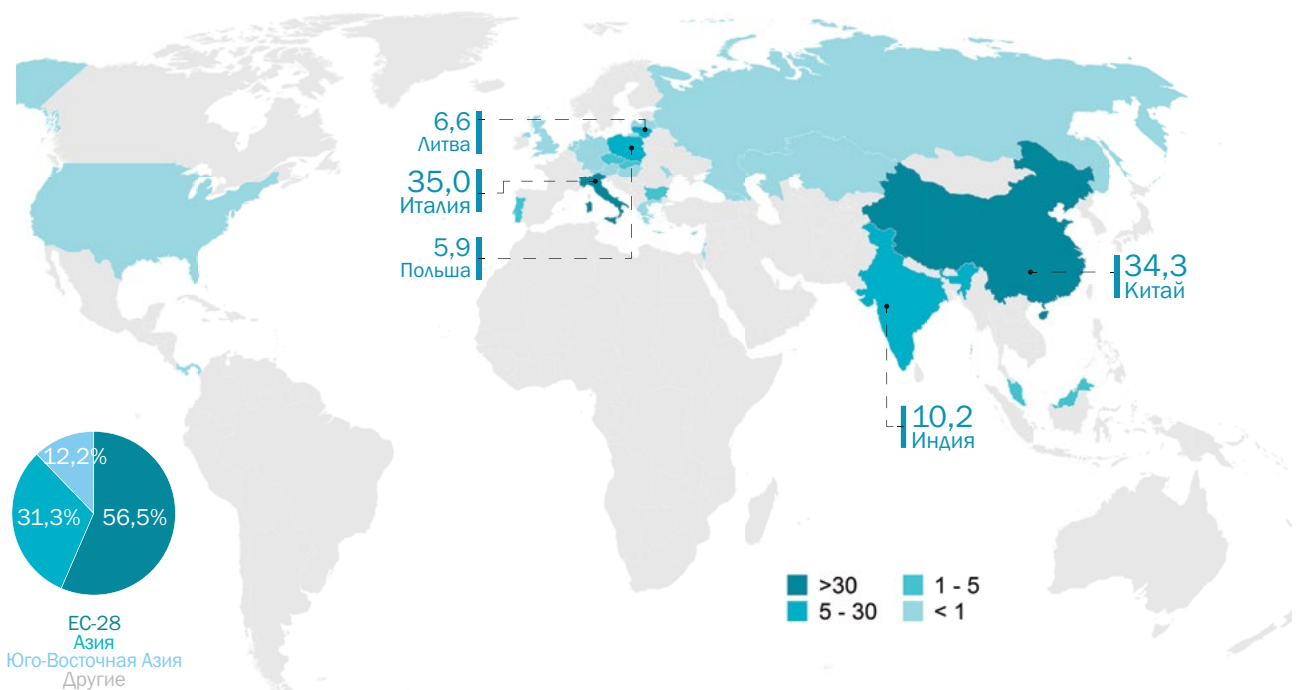 6,6
Литва
35,0
Италия
5,9
Польша
34,3
Китай
10,2
Индия
12,2%
31,3%
56,5%
ЕС-28
Азия
Юго-Восточная Азия
Другие
>30
5 - 30
1 - 5
< 1